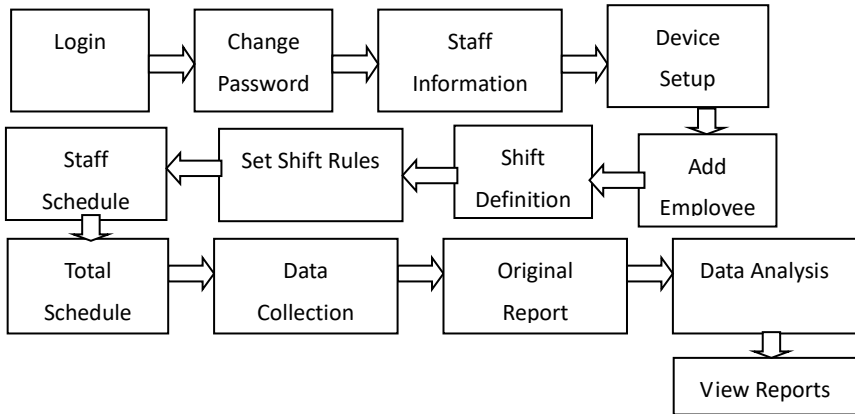 Login
Change
Password
Staff
Information
Device
Setup
Add
Employee
Shift
Definition
Set Shift Rules
Staff
Schedule
Total
Schedule
Data
Collection
Original
Report
Data Analysis
View Reports